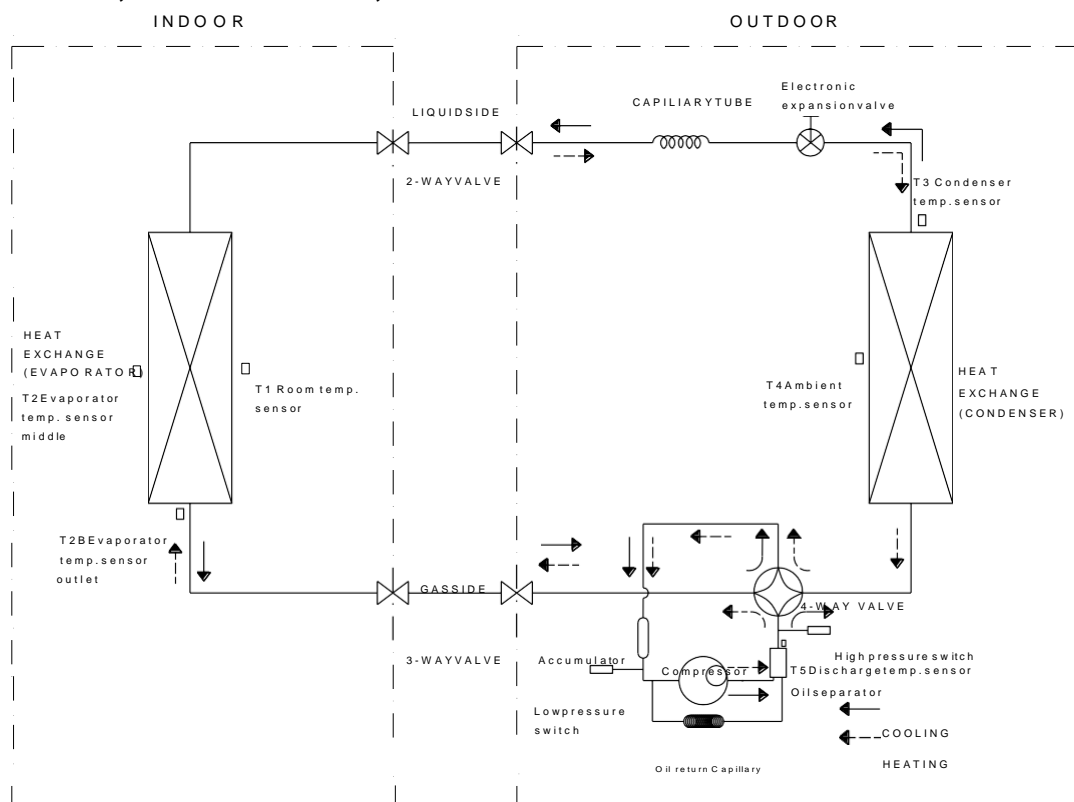 INDOOR
OUTDOOR
Electronic
expansionvalve
CAPILIARYTUBE
LIQUIDSIDE
2-WAYVALVE
T3 Condenser
temp.sensor
HEAT
EXCHANGE
(EVAPORATOR)
T2Evaporator
temp. sensor
middle
T1 Room temp.
sensor
T4Ambient
temp.sensor
HEAT
EXCHANGE
(CONDENSER)
T2BEvaporator
temp.sensor
outlet
GASSIDE
4-WAY VALVE
3-WAYVALVE
Accumulator
Compressor
High pressure switch
T5Dischargetemp.sensor
Oilseparator
Lowpressure
switch
COOLING
HEATING
Oil return Capillary